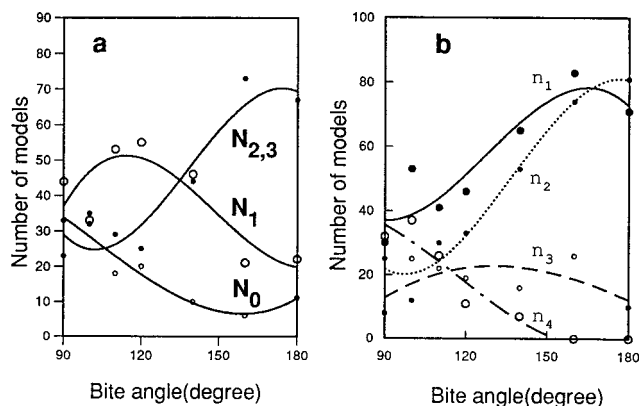 a
Number of models
90
80
70
60
50
40
30
20
10
0
N2,3
N1
N0
90 120 150 180
Bite angle(degree)
b
Number of models
100
80
60
40
20
0
n1
n2
n3
n4
90 120 150 180
Bite angle(degree)